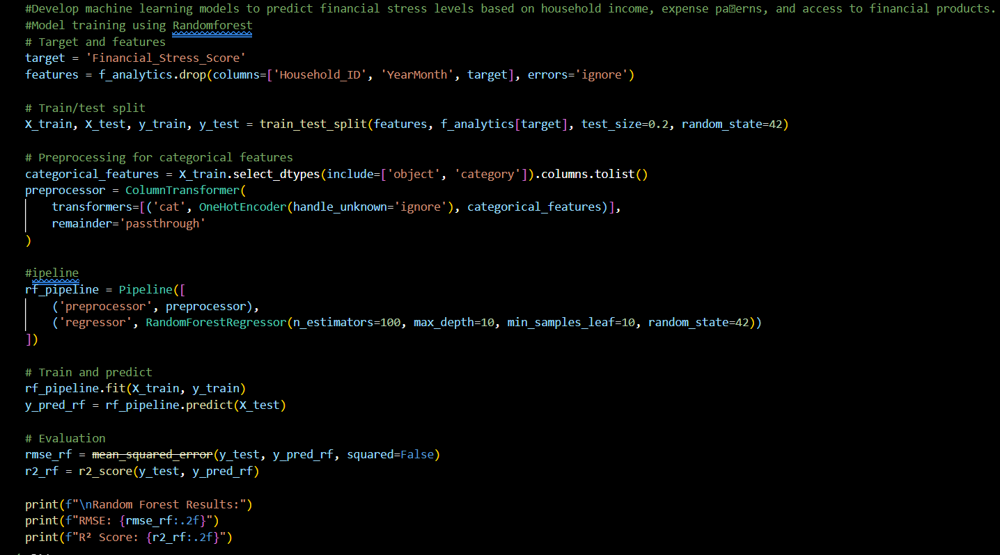 #Develop machine learning models to predict financial stress levels based on household income, expense pa�erns, and access to financial products.
#Model training using Randomforest
# Target and features
target = 'Financial_Stress_Score'
features = f_analytics.drop(columns=['Household_ID', 'YearMonth', target], errors='ignore')
# Train/test split
X_train, X_test, y_train, y_test = train_test_split(features, f_analytics[target], test_size=0.2, random_state=42)
# Preprocessing for categorical features
categorical_features = X_train.select_dtypes(include=['object', 'category']).columns.tolist()
preprocessor = ColumnTransformer(
    transformers=[('cat', OneHotEncoder(handle_unknown='ignore'), categorical_features)],
    remainder='passthrough'
)
#ipeline
rf_pipeline = Pipeline([
    ('preprocessor', preprocessor),
    ('regressor', RandomForestRegressor(n_estimators=100, max_depth=10, min_samples_leaf=10, random_state=42))
])
# Train and predict
rf_pipeline.fit(X_train, y_train)
y_pred_rf = rf_pipeline.predict(X_test)
# Evaluation
rmse_rf = mean_squared_error(y_test, y_pred_rf, squared=False)
r2_rf = r2_score(y_test, y_pred_rf)
print(f"\nRandom Forest Results:")
print(f"RMSE: {rmse_rf:.2f}")
print(f"R² Score: {r2_rf:.2f}")